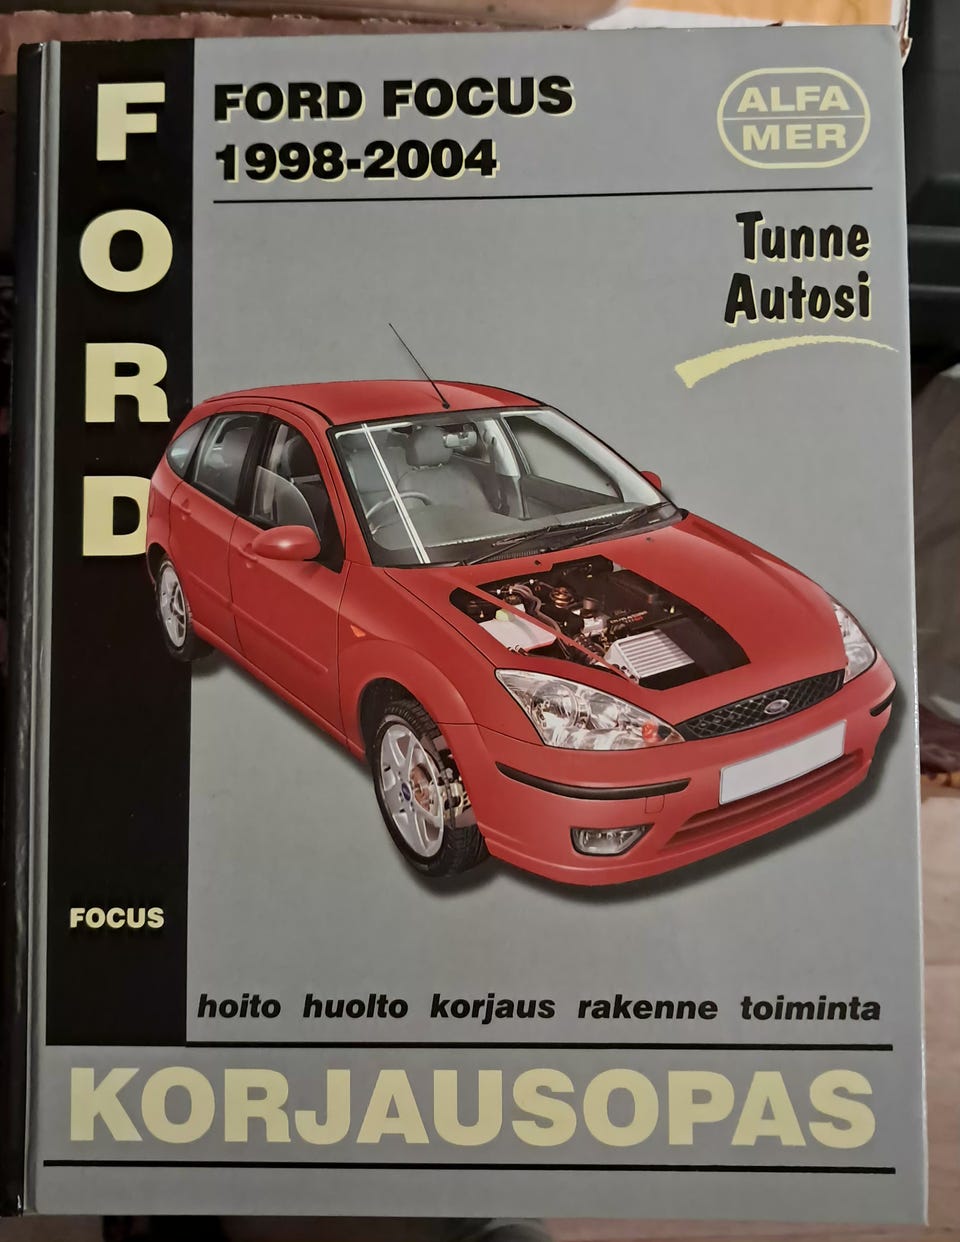 FORD
FORD FOCUS
1998-2004
ALFA
MER
Tunne
Autosi
FOCUS
hoito huolto korjaus rakenne toiminta
KORJAUSOPAS